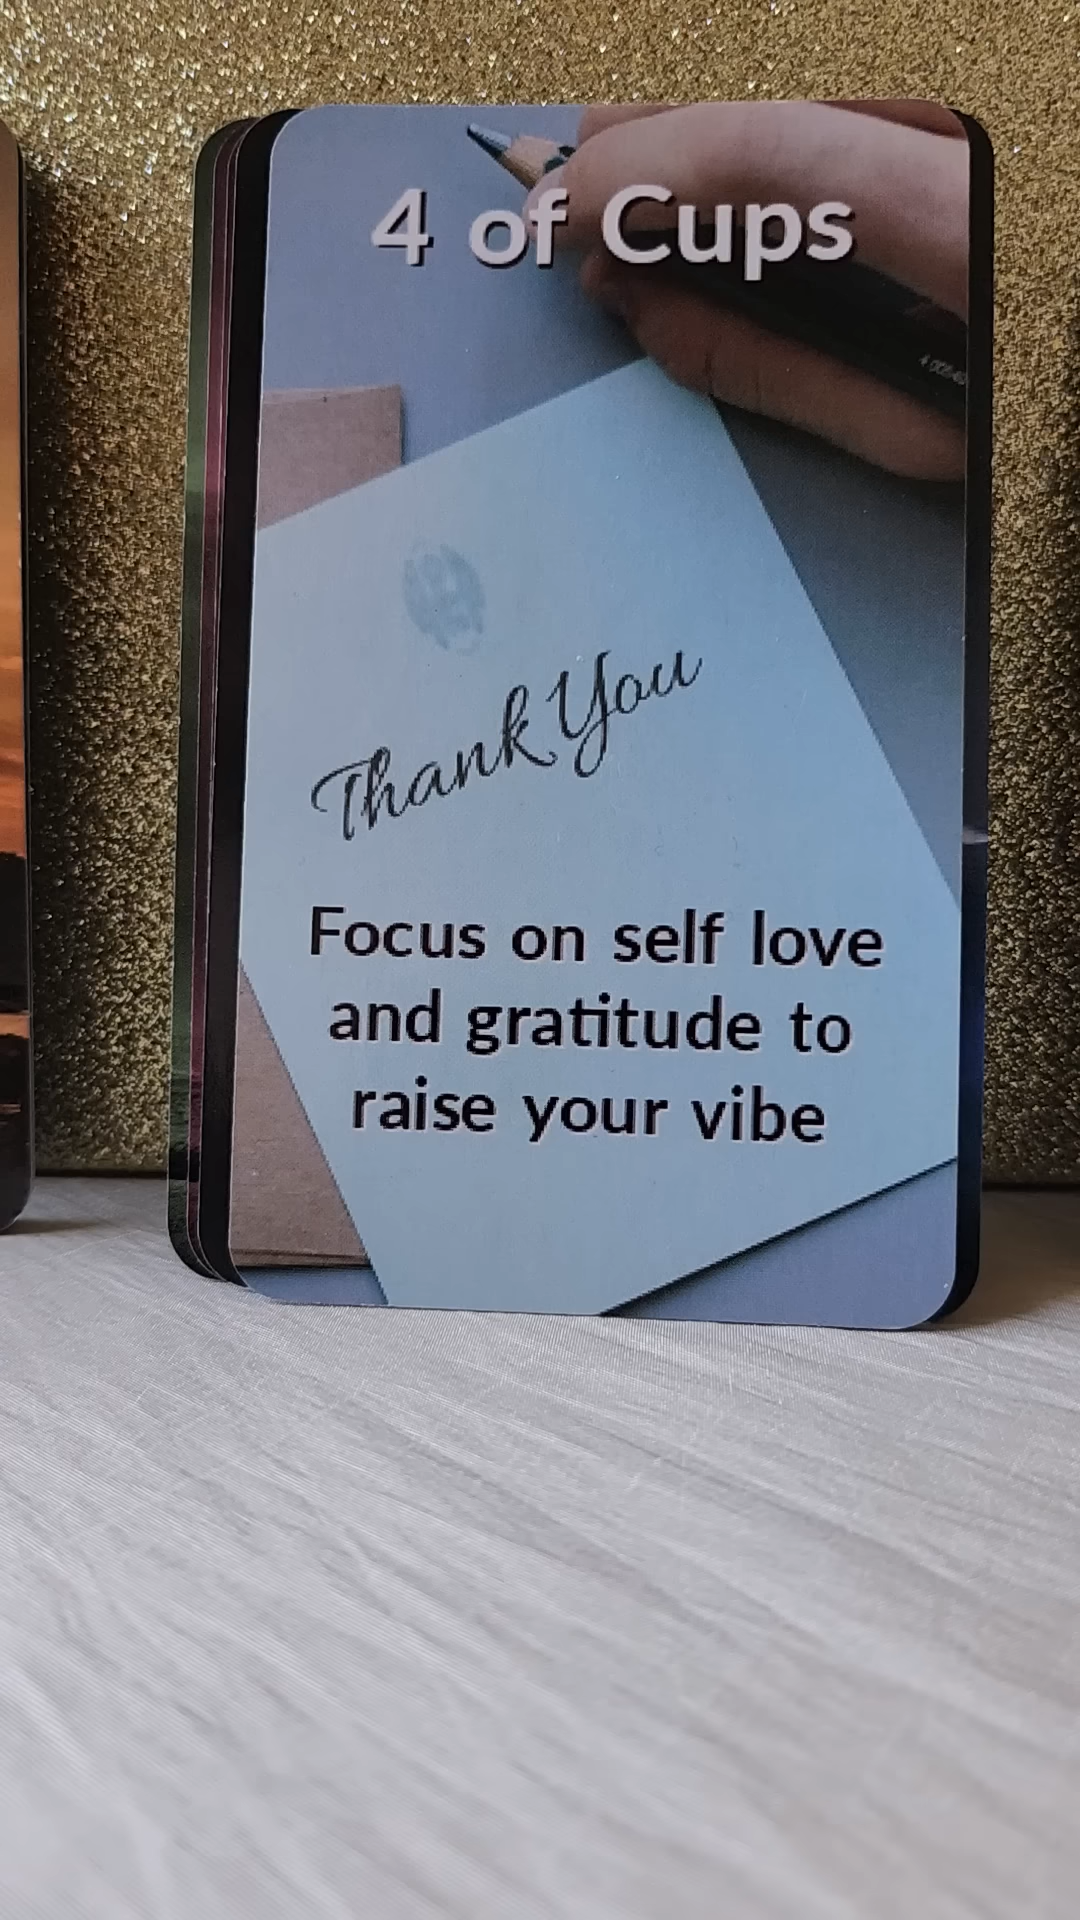 4 of Cups
Thank You
Focus on self love
and gratitude to
raise your vibe